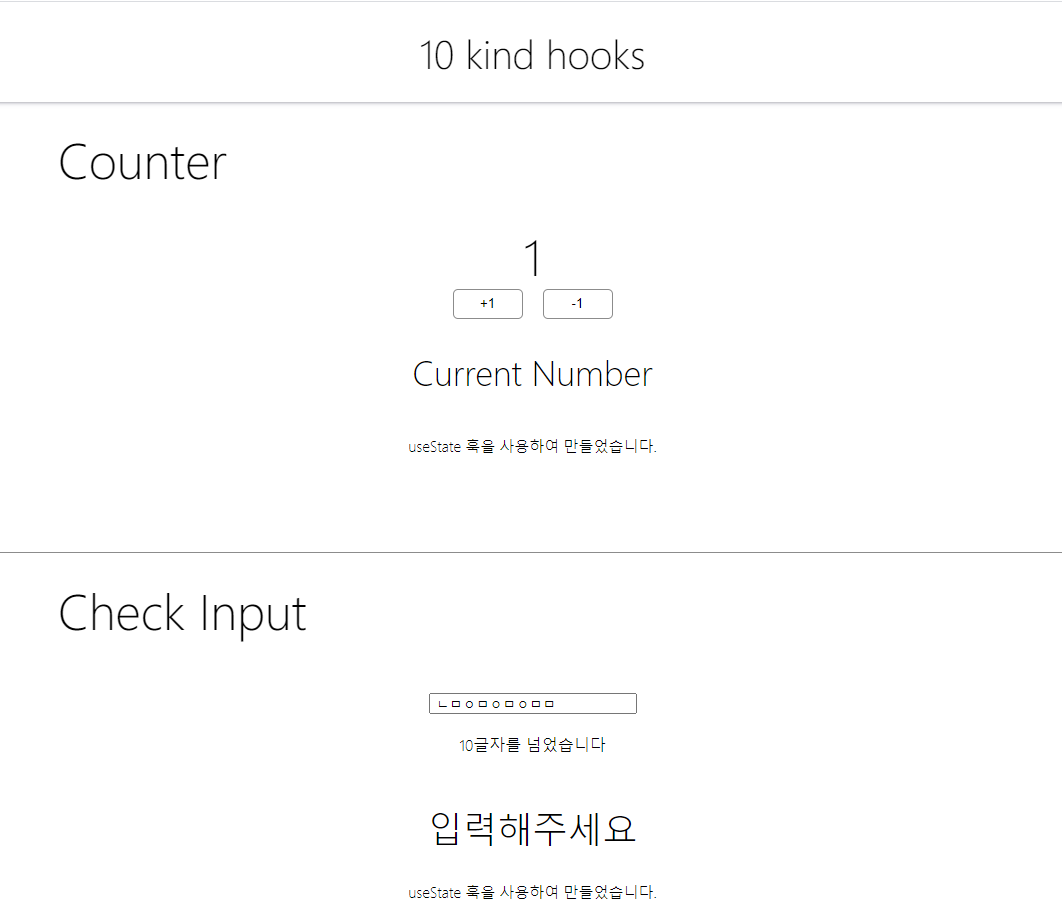 10 kind hooks
Counter
1
+1 -1
Current Number
useState 훅을 사용하여 만들었습니다.
Check Input
ㄴㅁㅇㅁㅇㅁㅇㅁㅁ
10글자를 넘었습니다
입력해주세요
useState 훅을 사용하여 만들었습니다.